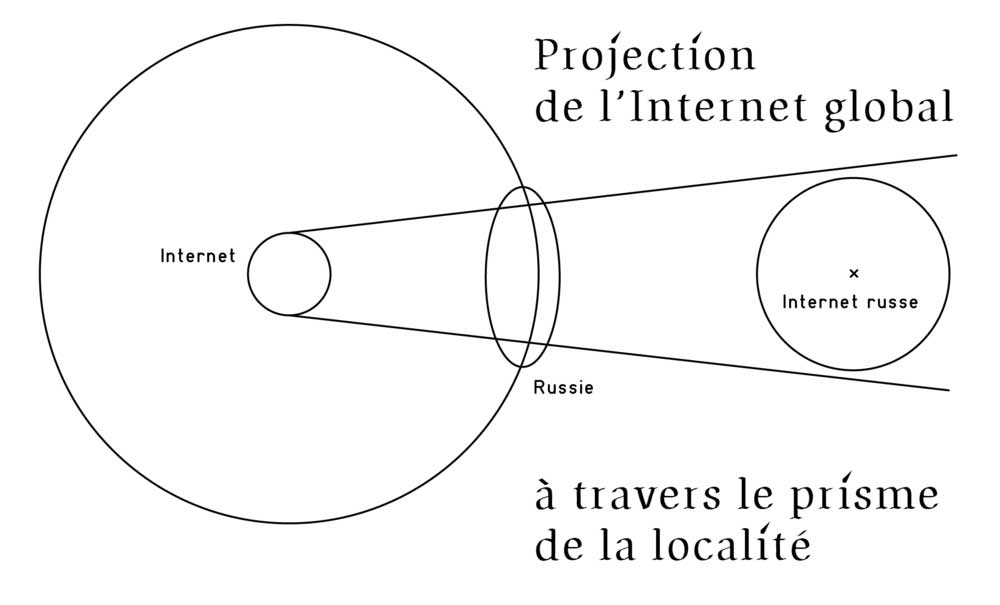 Projection
de l'Internet global
Internet
× 
Internet russe
Russie
à travers le prisme
de la localité